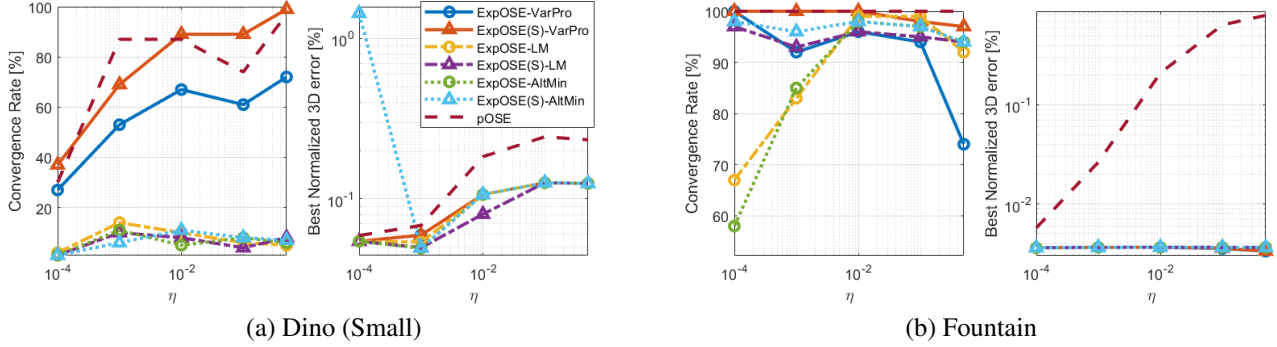 Convergence Rate [%]
100
80
60
40
20
10^-4
10^-2
η
Best Normalized 3D error [%]
10^0
10^-1
10^-4
10^-2
η
ExpOSE-VarPro
ExpOSE(S)-VarPro
ExpOSE-LM
ExpOSE(S)-LM
ExpOSE-AltMin
ExpOSE(S)-AltMin
pOSE
(a) Dino (Small)
Convergence Rate [%]
100
90
80
70
60
10^-4
10^-2
η
Best Normalized 3D error [%]
10^-1
10^-2
10^-4
10^-2
η
(b) Fountain